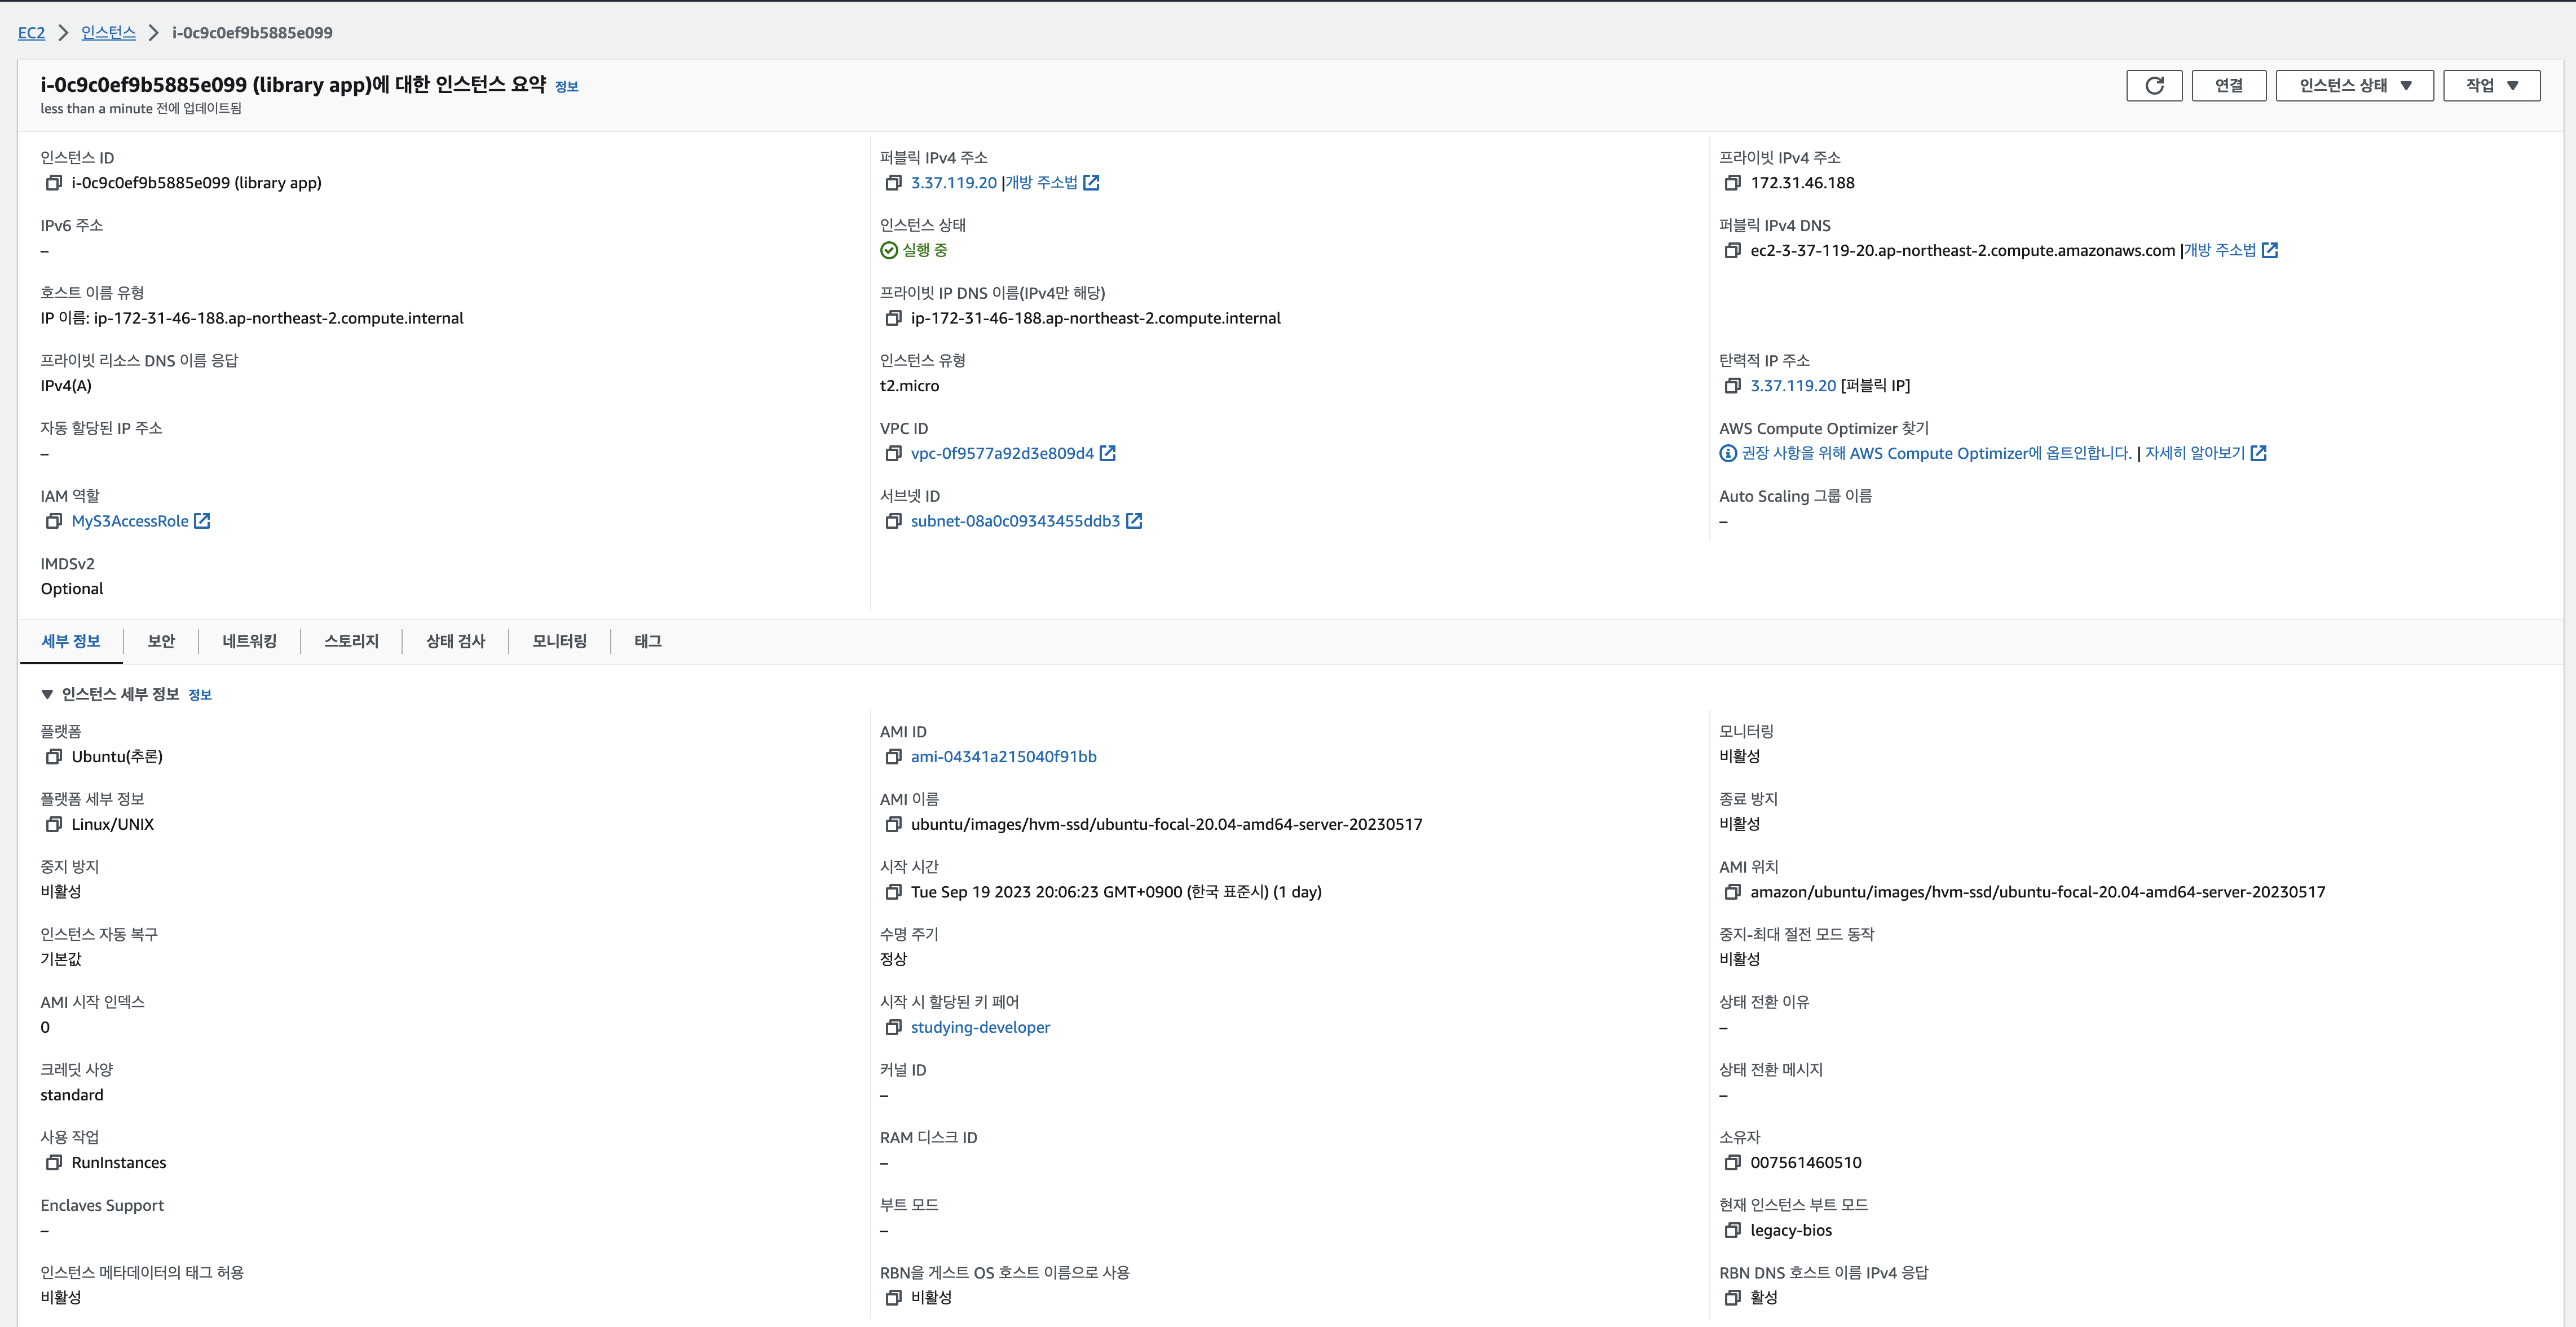 EC2 > 인스턴스 > i-0c9c0ef9b5885e099
i-0c9c0ef9b5885e099 (library app)에 대한 인스턴스 요약 정보
less than a minute 전에 업데이트됨
연결
인스턴스 상태
작업
인스턴스 ID
i-0c9c0ef9b5885e099 (library app)
퍼블릭 IPv4 주소
3.37.119.20 |개방 주소법
프라이빗 IPv4 주소
172.31.46.188
IPv6 주소
–
인스턴스 상태
실행 중
퍼블릭 IPv4 DNS
ec2-3-37-119-20.ap-northeast-2.compute.amazonaws.com |개방 주소법
호스트 이름 유형
IP 이름: ip-172-31-46-188.ap-northeast-2.compute.internal
프라이빗 IP DNS 이름(IPv4만 해당)
ip-172-31-46-188.ap-northeast-2.compute.internal
프라이빗 리소스 DNS 이름 응답
IPv4(A)
인스턴스 유형
t2.micro
탄력적 IP 주소
3.37.119.20 [퍼블릭 IP]
자동 할당된 IP 주소
–
VPC ID
vpc-0f9577a92d3e809d4
AWS Compute Optimizer 찾기
권장 사항을 위해 AWS Compute Optimizer에 옵트인합니다. | 자세히 알아보기
IAM 역할
MyS3AccessRole
서브넷 ID
subnet-08a0c09343455ddb3
Auto Scaling 그룹 이름
–
IMDSv2
Optional
세부 정보
보안
네트워킹
스토리지
상태 검사
모니터링
태그
인스턴스 세부 정보 정보
플랫폼
Ubuntu(추론)
AMI ID
ami-04341a215040f91bb
모니터링
비활성
플랫폼 세부 정보
Linux/UNIX
AMI 이름
ubuntu/images/hvm-ssd/ubuntu-focal-20.04-amd64-server-20230517
종료 방지
비활성
중지 방지
비활성
시작 시간
Tue Sep 19 2023 20:06:23 GMT+0900 (한국 표준시) (1 day)
AMI 위치
amazon/ubuntu/images/hvm-ssd/ubuntu-focal-20.04-amd64-server-20230517
인스턴스 자동 복구
기본값
수명 주기
정상
중지-최대 절전 모드 동작
비활성
AMI 시작 인덱스
0
시작 시 할당된 키 페어
studying-developer
상태 전환 이유
–
크레딧 사양
standard
커널 ID
–
상태 전환 메시지
–
사용 작업
RunInstances
RAM 디스크 ID
–
소유자
007561460510
Enclaves Support
–
부트 모드
–
현재 인스턴스 부트 모드
legacy-bios
인스턴스 메타데이터의 태그 허용
비활성
RBN을 게스트 OS 호스트 이름으로 사용
비활성
RBN DNS 호스트 이름 IPv4 응답
활성